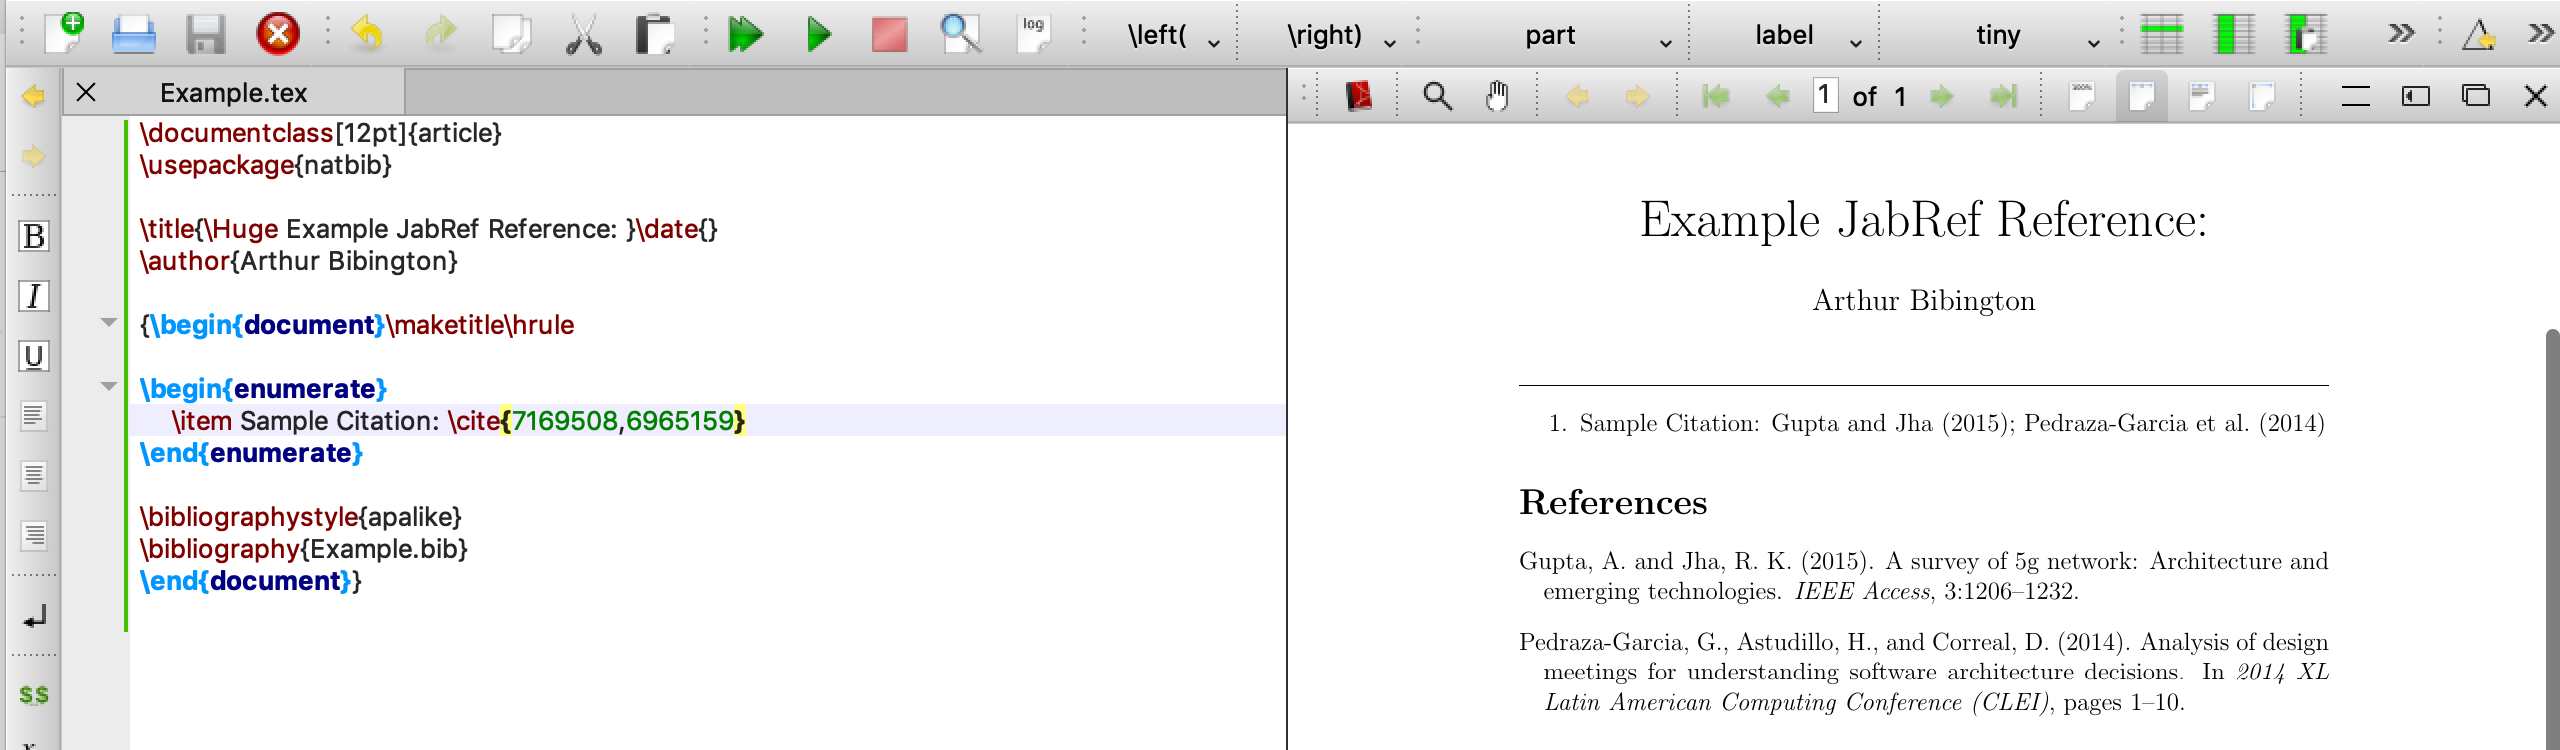 log
\left(
\right)
part
label
tiny
Example.tex
1 of 1
\documentclass[12pt]{article}
\usepackage{natbib}
\title{\Huge Example JabRef Reference: }\date{}
\author{Arthur Bibington}
{\begin{document}\maketitle\hrule
\begin{enumerate}
\item Sample Citation: \cite{7169508,6965159}
\end{enumerate}
\bibliographystyle{apalike}
\bibliography{Example.bib}
\end{document}}
B
I
U
$$
Example JabRef Reference:
Arthur Bibington
1. Sample Citation: Gupta and Jha (2015); Pedraza-Garcia et al. (2014)
References
Gupta, A. and Jha, R. K. (2015). A survey of 5g network: Architecture and
emerging technologies. IEEE Access, 3:1206–1232.
Pedraza-Garcia, G., Astudillo, H., and Correal, D. (2014). Analysis of design
meetings for understanding software architecture decisions. In 2014 XL
Latin American Computing Conference (CLEI), pages 1–10.